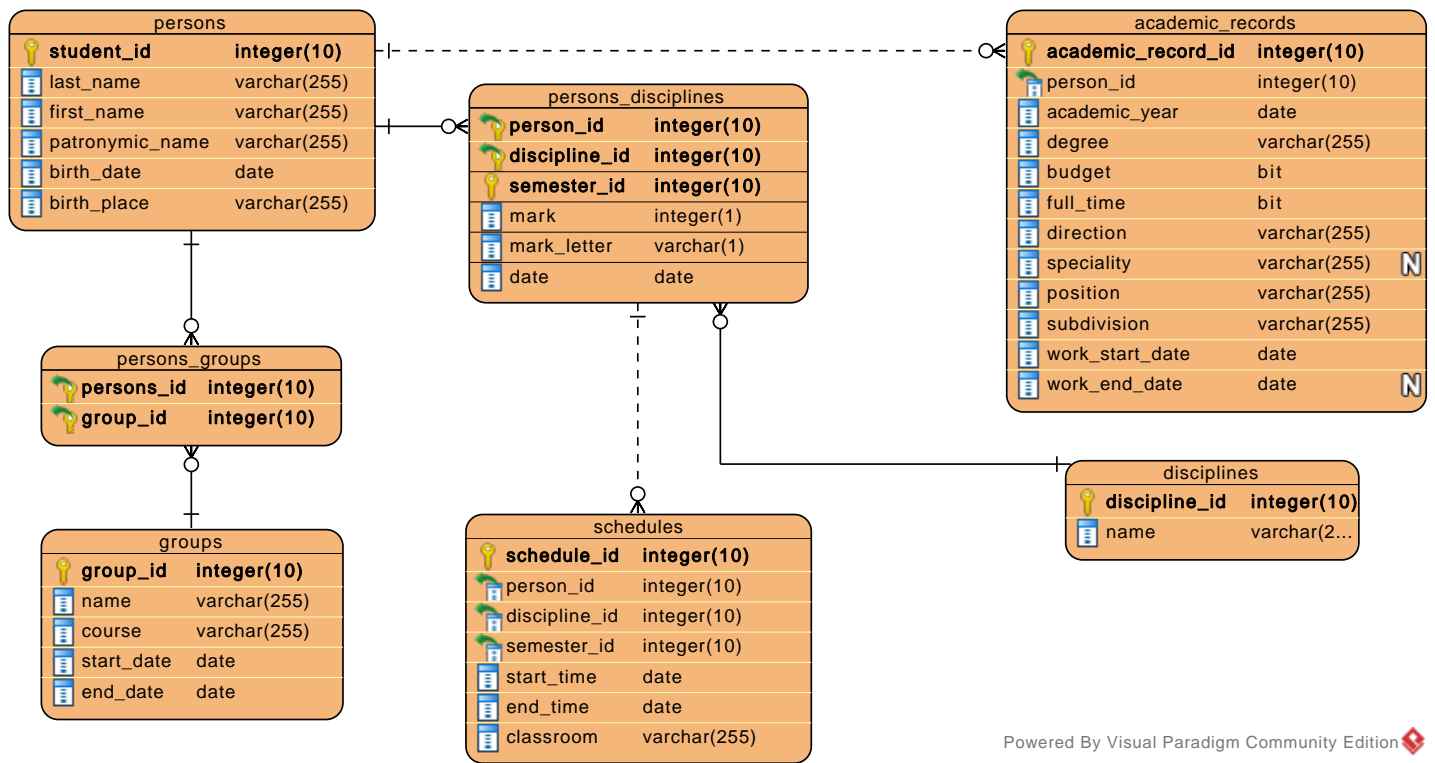 persons
student_id integer(10)
last_name varchar(255)
first_name varchar(255)
patronymic_name varchar(255)
birth_date date
birth_place varchar(255)
persons_disciplines
person_id integer(10)
discipline_id integer(10)
semester_id integer(10)
mark integer(1)
mark_letter varchar(1)
date date
academic_records
academic_record_id integer(10)
person_id integer(10)
academic_year date
degree varchar(255)
budget bit
full_time bit
direction varchar(255)
speciality varchar(255) N
position varchar(255)
subdivision varchar(255)
work_start_date date
work_end_date date N
persons_groups
persons_id integer(10)
group_id integer(10)
groups
group_id integer(10)
name varchar(255)
course varchar(255)
start_date date
end_date date
schedules
schedule_id integer(10)
person_id integer(10)
discipline_id integer(10)
semester_id integer(10)
start_time date
end_time date
classroom varchar(255)
disciplines
discipline_id integer(10)
name varchar(2...
Powered By Visual Paradigm Community Edition